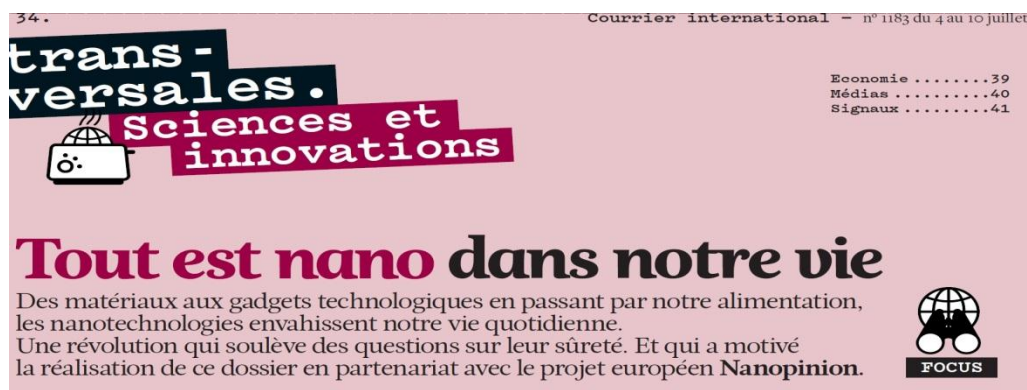 34.
Courrier international — n° 1183 du 4 au 10 juillet
trans-
versales.
Sciences et
innovations
Economie ........39
Médias ..........40
Signaux .........41
Tout est nano dans notre vie
Des matériaux aux gadgets technologiques en passant par notre alimentation,
les nanotechnologies envahissent notre vie quotidienne.
Une révolution qui soulève des questions sur leur sûreté. Et qui a motivé
la réalisation de ce dossier en partenariat avec le projet européen Nanopinion.
FOCUS